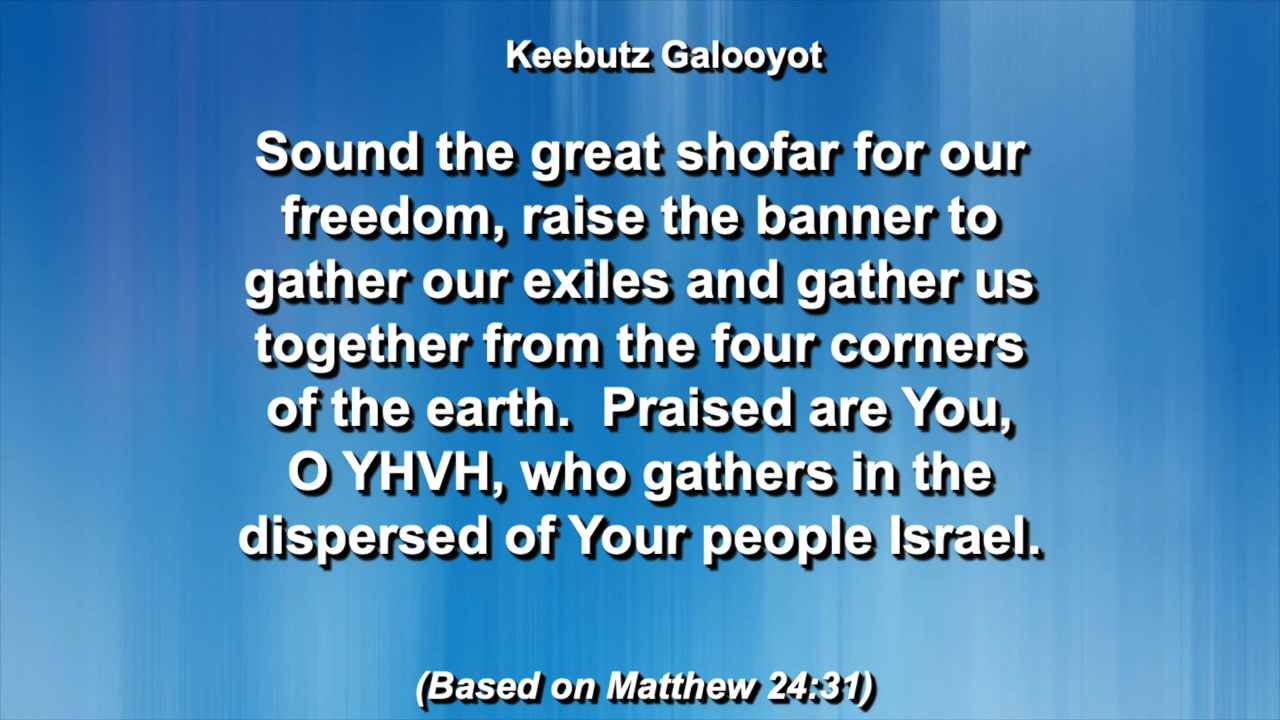 Keebutz Galooyot
Sound the great shofar for our
freedom, raise the banner to
gather our exiles and gather us
together from the four corners
of the earth.  Praised are You,
O YHVH, who gathers in the
dispersed of Your people Israel.
(Based on Matthew 24:31)